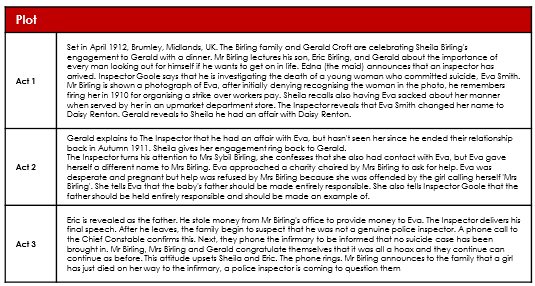 Plot
Act 1
Set in April 1912, Brumley, Midlands, UK. The Birling family and Gerald Croft are celebrating Sheila Birling's
engagement to Gerald with a dinner. Mr Birling lectures his son, Eric Birling, and Gerald about the importance of
every man looking out for himself if he wants to get on in life. Edna (the maid) announces that an inspector has
arrived. Inspector Goole says that he is investigating the death of a young woman who committed suicide, Eva Smith.
Mr Birling is shown a photograph of Eva, after initially denying recognising the woman in the photo, he remembers
firing her in 1910 for organising a strike over workers pay. Sheila recalls also having Eva sacked about her manner
when served by her in an upmarket department store. The Inspector reveals that Eva Smith changed her name to
Daisy Renton. Gerald reveals to Sheila he had an affair with Daisy Renton.
Act 2
Gerald explains to The Inspector that he had an affair with Eva, but hasn't seen her since he ended their relationship
back in Autumn 1911. Sheila gives her engagement ring back to Gerald.
The Inspector turns his attention to Mrs Sybil Birling, she confesses that she also had contact with Eva, but Eva
gave herself a different name to Mrs Birling. Eva approached a charity chaired by Mrs Birling to ask for help. Eva was
desperate and pregnant but help was refused by Mrs Birling because she was offended by the girl calling herself 'Mrs
Birling'. She tells Eva that the baby's father should be made entirely responsible. She also tells Inspector Goole that the
father should be held entirely responsible and should be made an example of.
Act 3
Eric is revealed as the father. He stole money from Mr Birling's office to provide money to Eva. The Inspector delivers his
final speech. After he leaves, the family begin to suspect that he was not a genuine police inspector. A phone call to
the Chief Constable confirms this. Next, they phone the infirmary to be informed that no suicide case has been
brought in. Mr Birling, Mrs Birling and Gerald congratulate themselves that it was all a hoax and they continue can
continue as before. This attitude upsets Sheila and Eric. The phone rings. Mr Birling announces to the family that a girl
has just died on her way to the infirmary, a police inspector is coming to question them